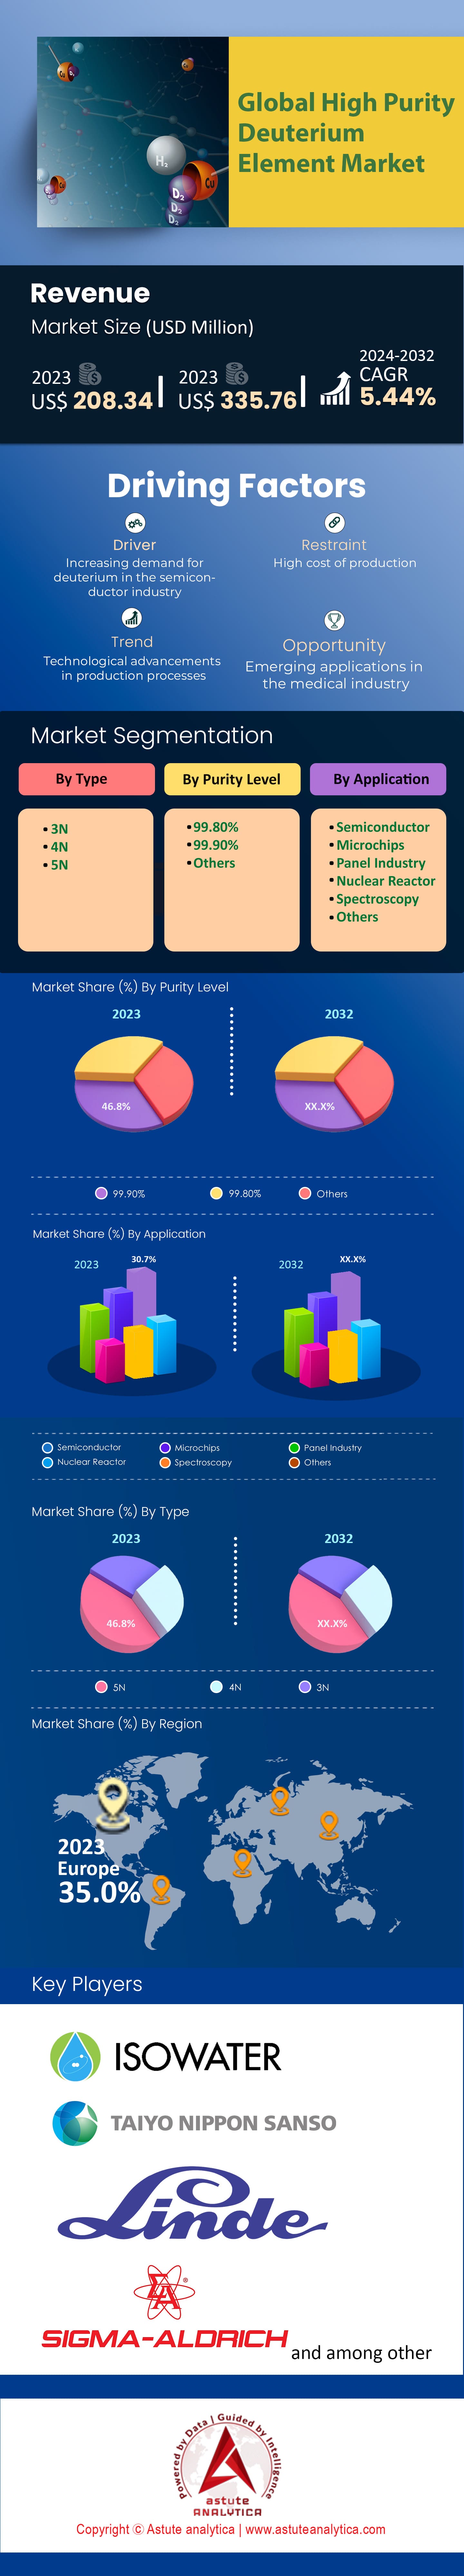 Global High Purity
Deuterium
Element Market
H₂
Cu
D₂
D₂
D₂
Revenue
Market Size (USD Million)
2023
US$ 208.34
2023
US$ 335.76
2024-2032
CAGR
5.44%
Driving Factors
Driver
Increasing demand for
deuterium in the semicon-
ductor industry
Restraint
High cost of production
Trend
Technological advancements
in production processes
Opportunity
Emerging applications in
the medical industry
Market Segmentation
By Type
• 3N
• 4N
• 5N
By Purity Level
• 99.80%
• 99.90%
• Others
By Application
• Semiconductor
• Microchips
• Panel Industry
• Nuclear Reactor
• Spectroscopy
• Others
Market Share (%) By Purity Level
2023
46.8%
2032
XX.X%
99.90%
99.80%
Others
Market Share (%) By Application
2023
30.7%
2032
XX.X%
Semiconductor
Microchips
Panel Industry
Nuclear Reactor
Spectroscopy
Others
Market Share (%) By Type
2023
46.8%
2032
XX.X%
5N
4N
3N
Market Share (%) By Region
2023
Europe
35.0%
Key Players
ISOWATER
TAIYO NIPPON SANSO
Linde
ΣA®
SIGMA-ALDRICH
and among other
Powered by Data | Guided by Intelligence
astute
ANALYTICA
Copyright © Astute analytica | www.astuteanalytica.com